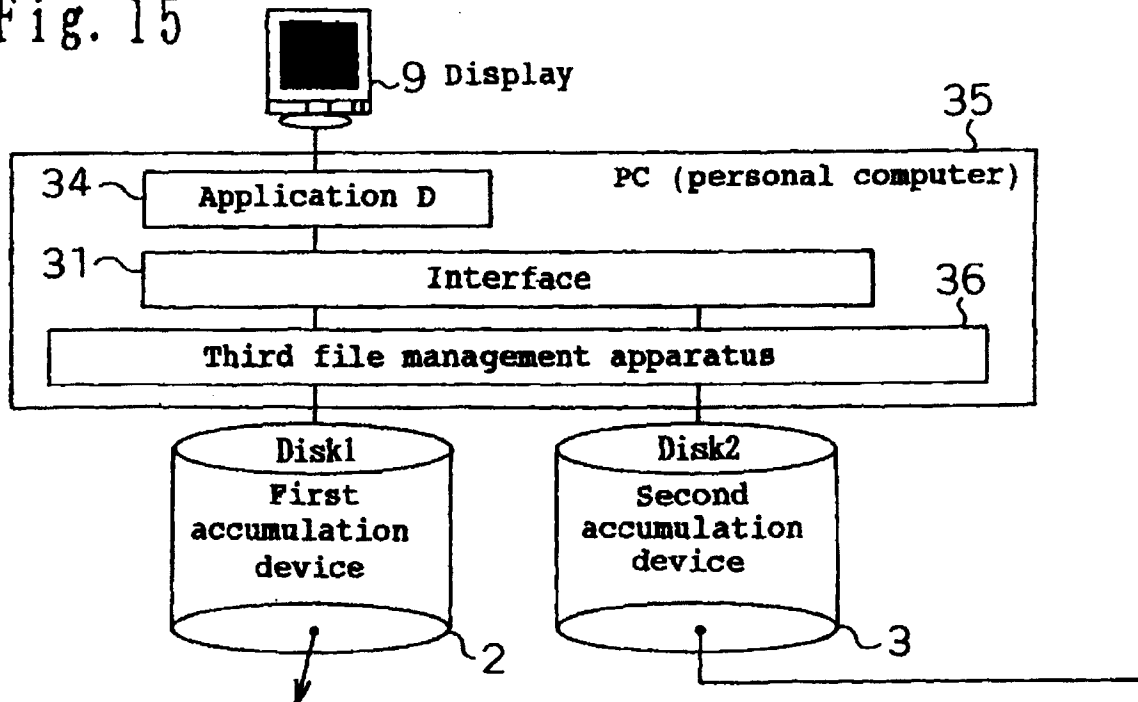 Fig. 15
9 Display
35
34
Application D
PC (personal computer)
31
Interface
36
Third file management apparatus
Disk1
First
accumulation
device
2
Disk2
Second
accumulation
device
3